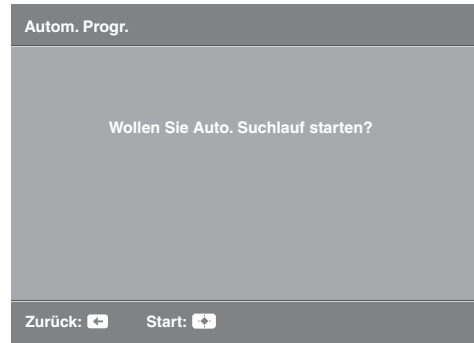 Autom. Progr.
Wollen Sie Auto. Suchlauf starten?
Zurück: Start: